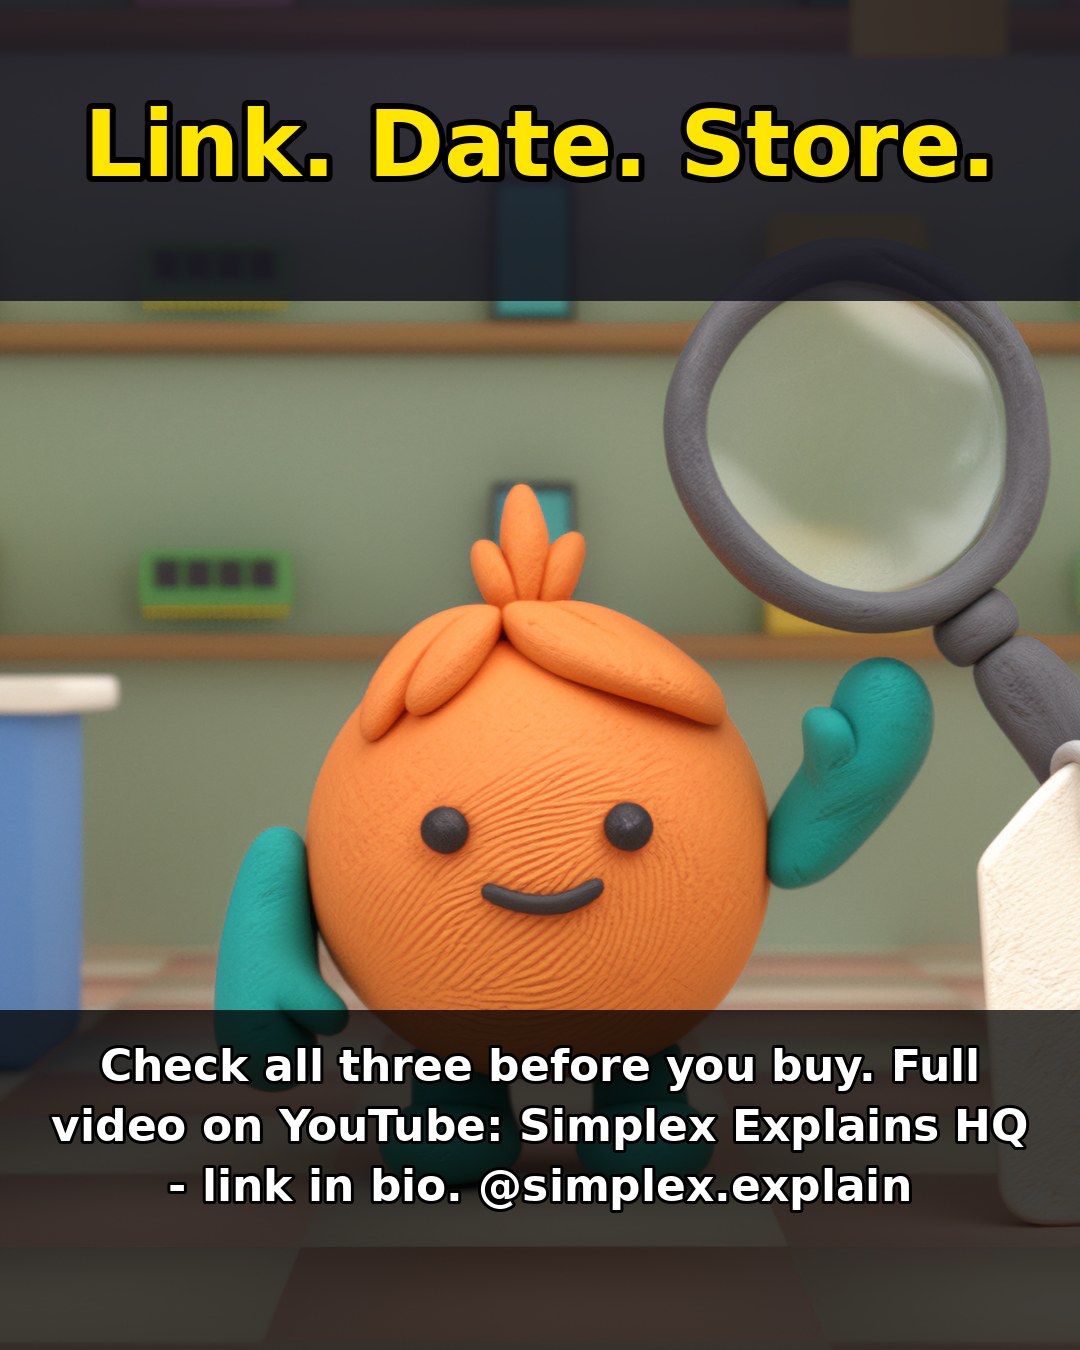 Link. Date. Store.
Check all three before you buy. Full
video on YouTube: Simplex Explains HQ
- link in bio. @simplex.explain